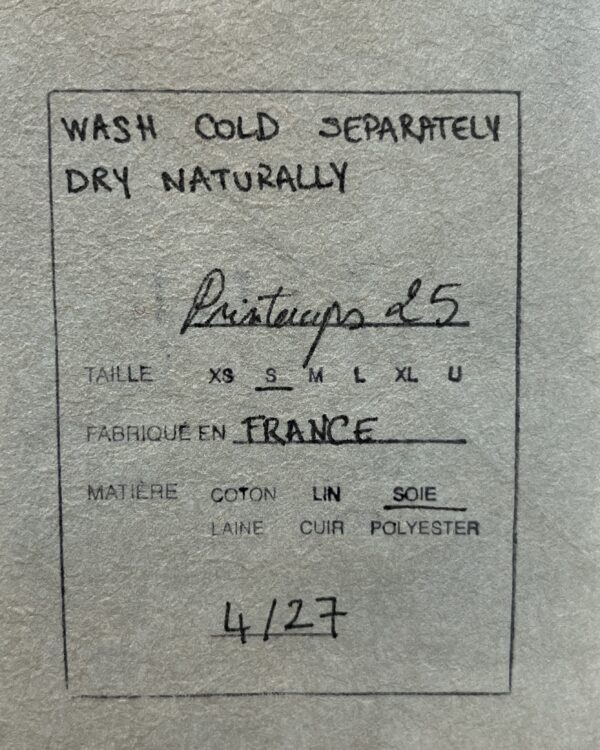 WASH COLD SEPARATELY
DRY NATURALLY
Printemps 25
TAILLE XS S M L XL U
FABRIQUÉ EN FRANCE
MATIÈRE COTON LIN SOIE
LAINE CUIR POLYESTER
4/27